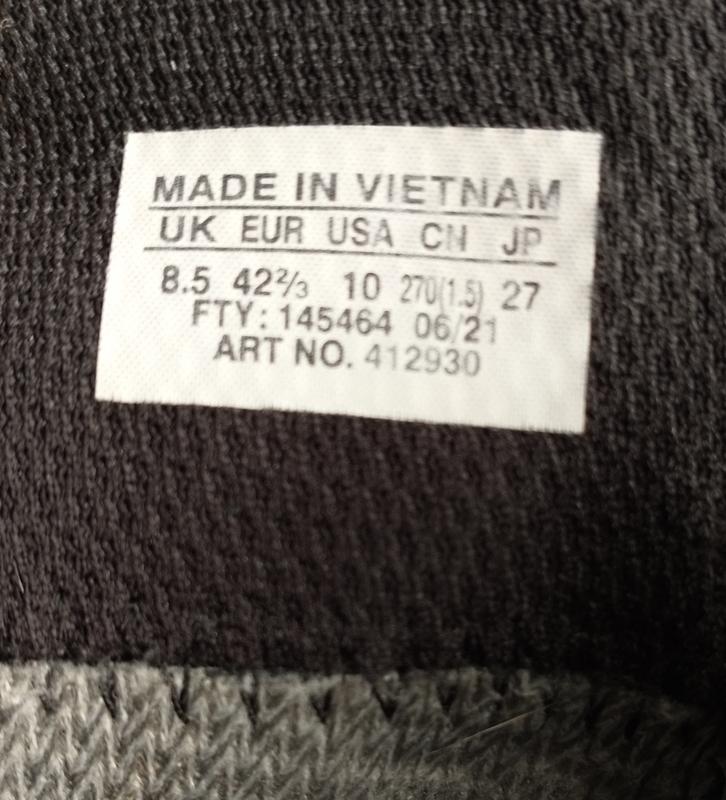 MADE IN VIETNAM
UK EUR USA CN JP
8.5 42⅔ 10 270(1.5) 27
FTY: 145464 06/21
ART NO. 412930